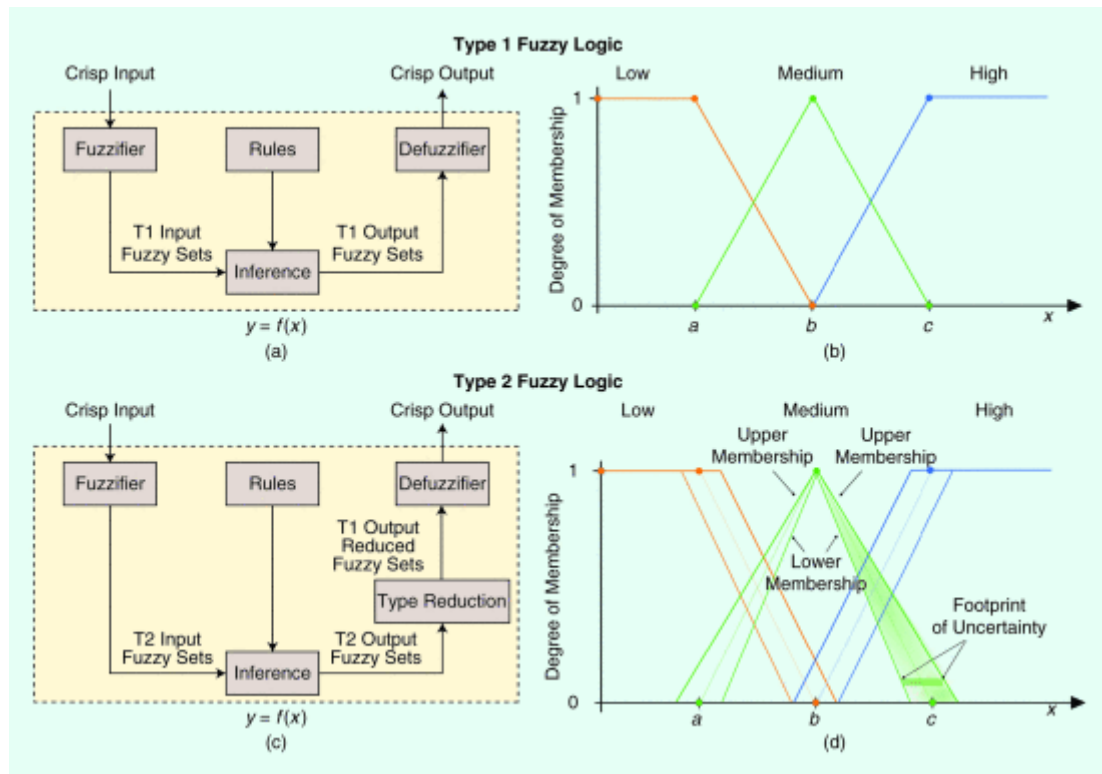 Type 1 Fuzzy Logic
Crisp Input
Crisp Output
Fuzzifier
Rules
Defuzzifier
T1 Input
Fuzzy Sets
T1 Output
Fuzzy Sets
Inference
y = f(x)
(a)
Low
Medium
High
Degree of Membership
1
0
a
b
c
x
(b)
Type 2 Fuzzy Logic
Crisp Input
Crisp Output
Fuzzifier
Rules
Defuzzifier
T1 Output
Reduced
Fuzzy Sets
Type Reduction
T2 Input
Fuzzy Sets
T2 Output
Fuzzy Sets
Inference
y = f(x)
(c)
Low
Medium
High
Upper
Membership
Upper
Membership
Lower
Membership
Footprint
of Uncertainty
Degree of Membership
1
0
a
b
c
x
(d)